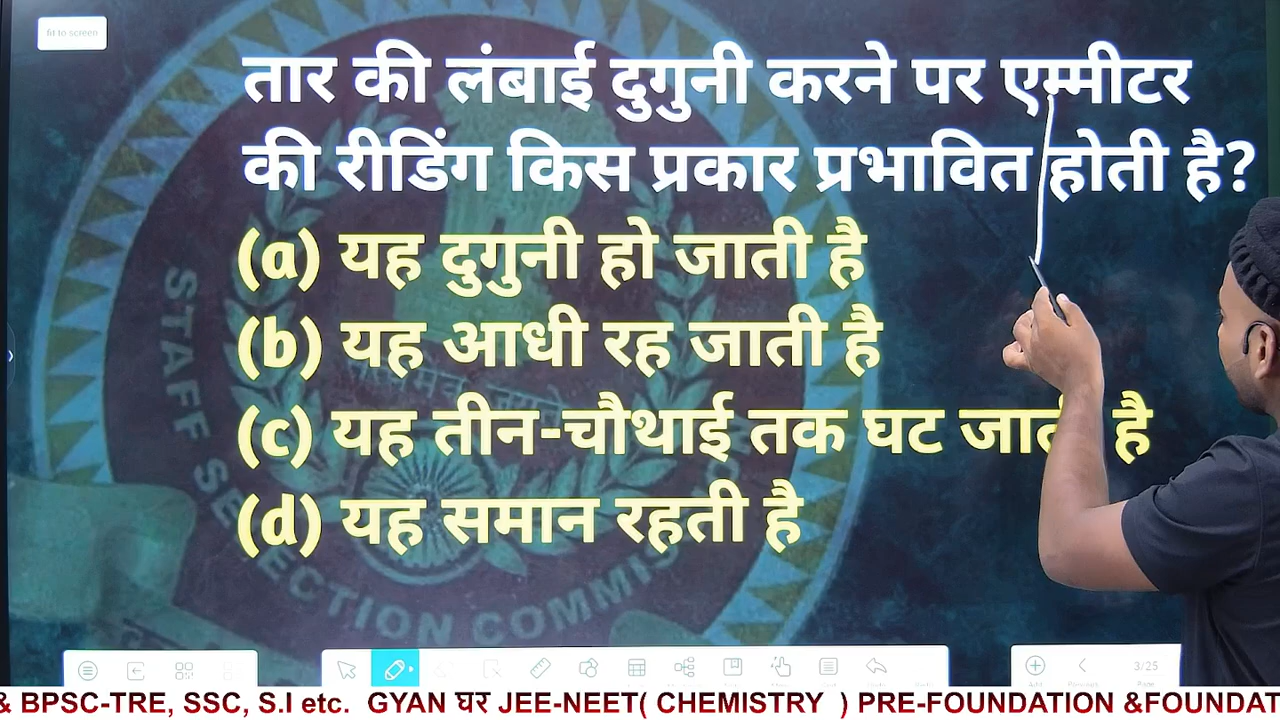 fit to screen
तार की लंबाई दुगुनी करने पर एम्मीटर
की रीडिंग किस प्रकार प्रभावित होती है?
(a) यह दुगुनी हो जाती है
(b) यह आधी रह जाती है
(c) यह तीन-चौथाई तक घट जाती है
(d) यह समान रहती है
STAFF SELECTION COMMIS
3/25
& BPSC-TRE, SSC, S.I etc. GYAN घर JEE-NEET( CHEMISTRY ) PRE-FOUNDATION &FOUNDAT